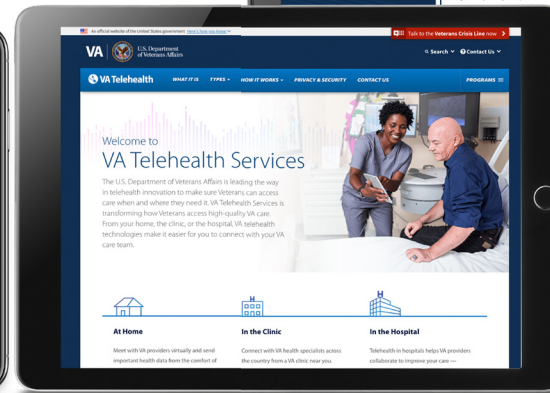 An official website of the United States government Here's how you know
Talk to the Veterans Crisis Line now
VA
U.S. Department
of Veterans Affairs
Search Contact Us
VA Telehealth WHAT IT IS TYPES HOW IT WORKS PRIVACY & SECURITY CONTACT US PROGRAMS
Welcome to
VA Telehealth Services
The U.S. Department of Veterans Affairs is leading the way
in telehealth innovation to make sure Veterans can access
care when and where they need it. VA Telehealth Services is
transforming how Veterans access high-quality VA care.
From your home, the clinic, or the hospital, VA telehealth
technologies make it easier for you to connect with your VA
care team.
H
H
At Home
Meet with VA providers virtually and send
important health data from the comfort of
In the Clinic
Connect with VA health specialists across
the country from a VA clinic near you.
In the Hospital
Telehealth in hospitals helps VA providers
collaborate to improve your care —